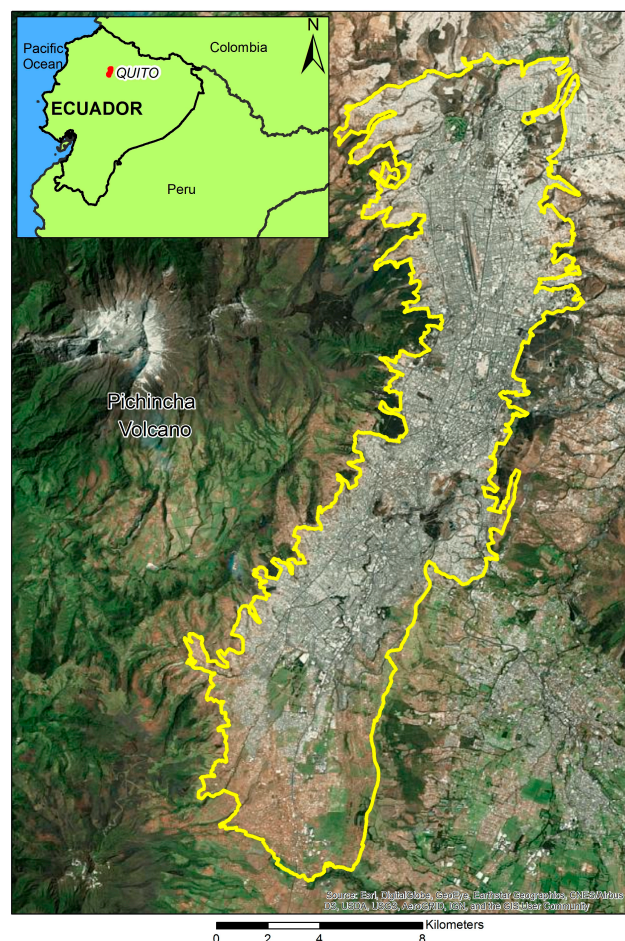 N
Pacific
Ocean
Colombia
QUITO
ECUADOR
Peru
Pichincha
Volcano
Source: Esri, DigitalGlobe, GeoEye, Earthstar Geographics, CNES/Airbus
DS, USDA, USGS, AeroGRID, IGN, and the GIS User Community
Kilometers
0 2 4 8